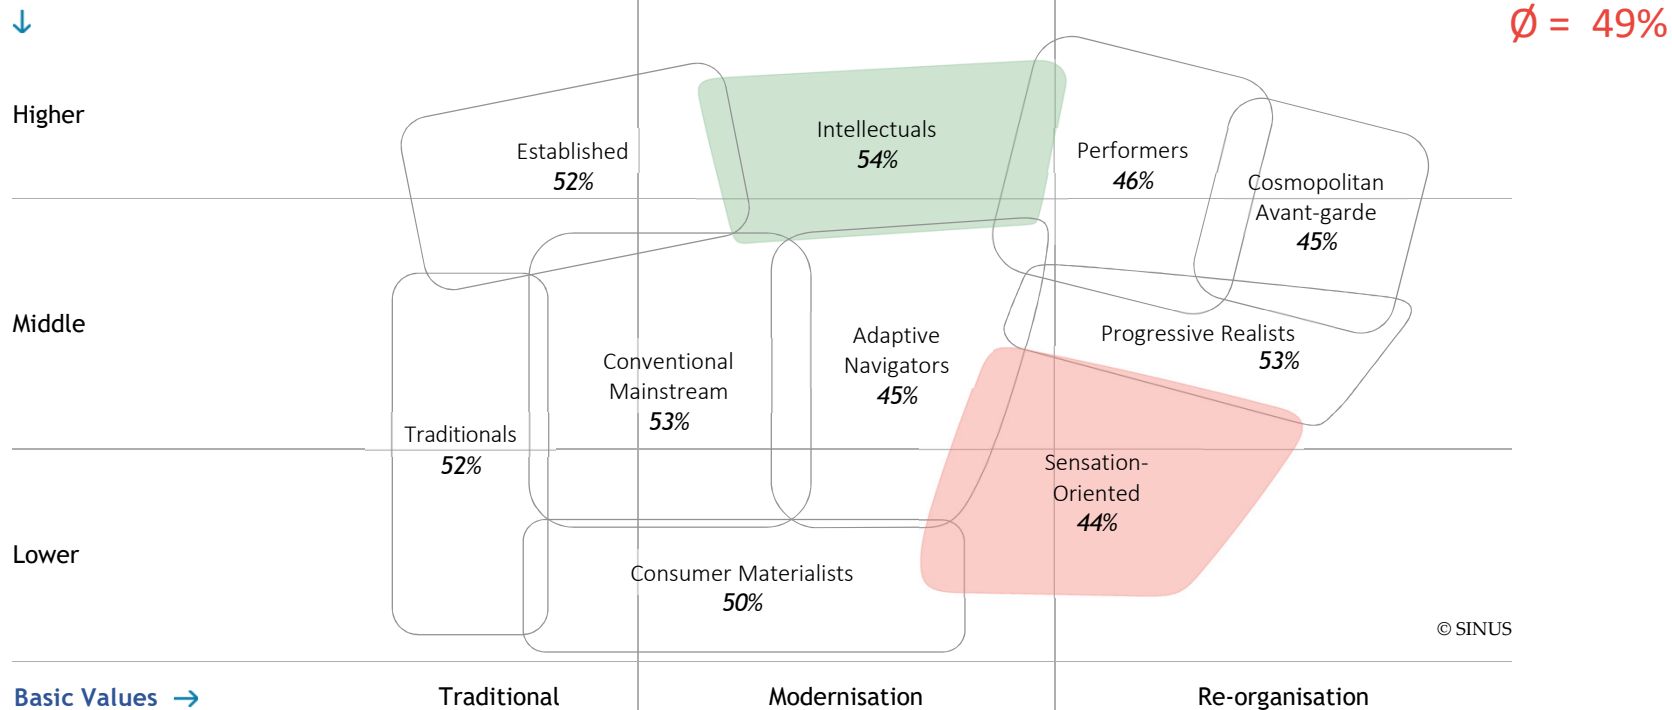 ↓
Ø = 49%
Higher
Established
52%
Intellectuals
54%
Performers
46%
Cosmopolitan
Avant-garde
45%
Middle
Conventional
Mainstream
53%
Adaptive
Navigators
45%
Progressive Realists
53%
Traditionals
52%
Sensation-
Oriented
44%
Lower
Consumer Materialists
50%
© SINUS
Basic Values →
Traditional
Modernisation
Re-organisation